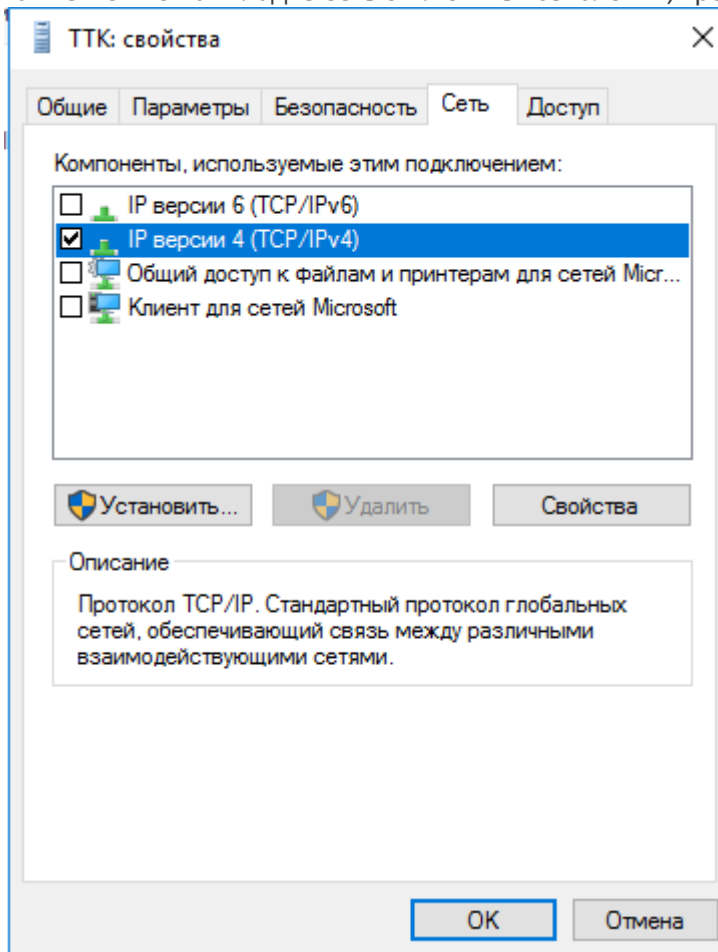 ТТК: свойства
Общие Параметры Безопасность Сеть Доступ
Компоненты, используемые этим подключением:
IP версии 6 (TCP/IPv6)
IP версии 4 (TCP/IPv4)
Общий доступ к файлам и принтерам для сетей Micr...
Клиент для сетей Microsoft
Установить... Удалить Свойства
Описание
Протокол TCP/IP. Стандартный протокол глобальных
сетей, обеспечивающий связь между различными
взаимодействующими сетями.
ОК Отмена